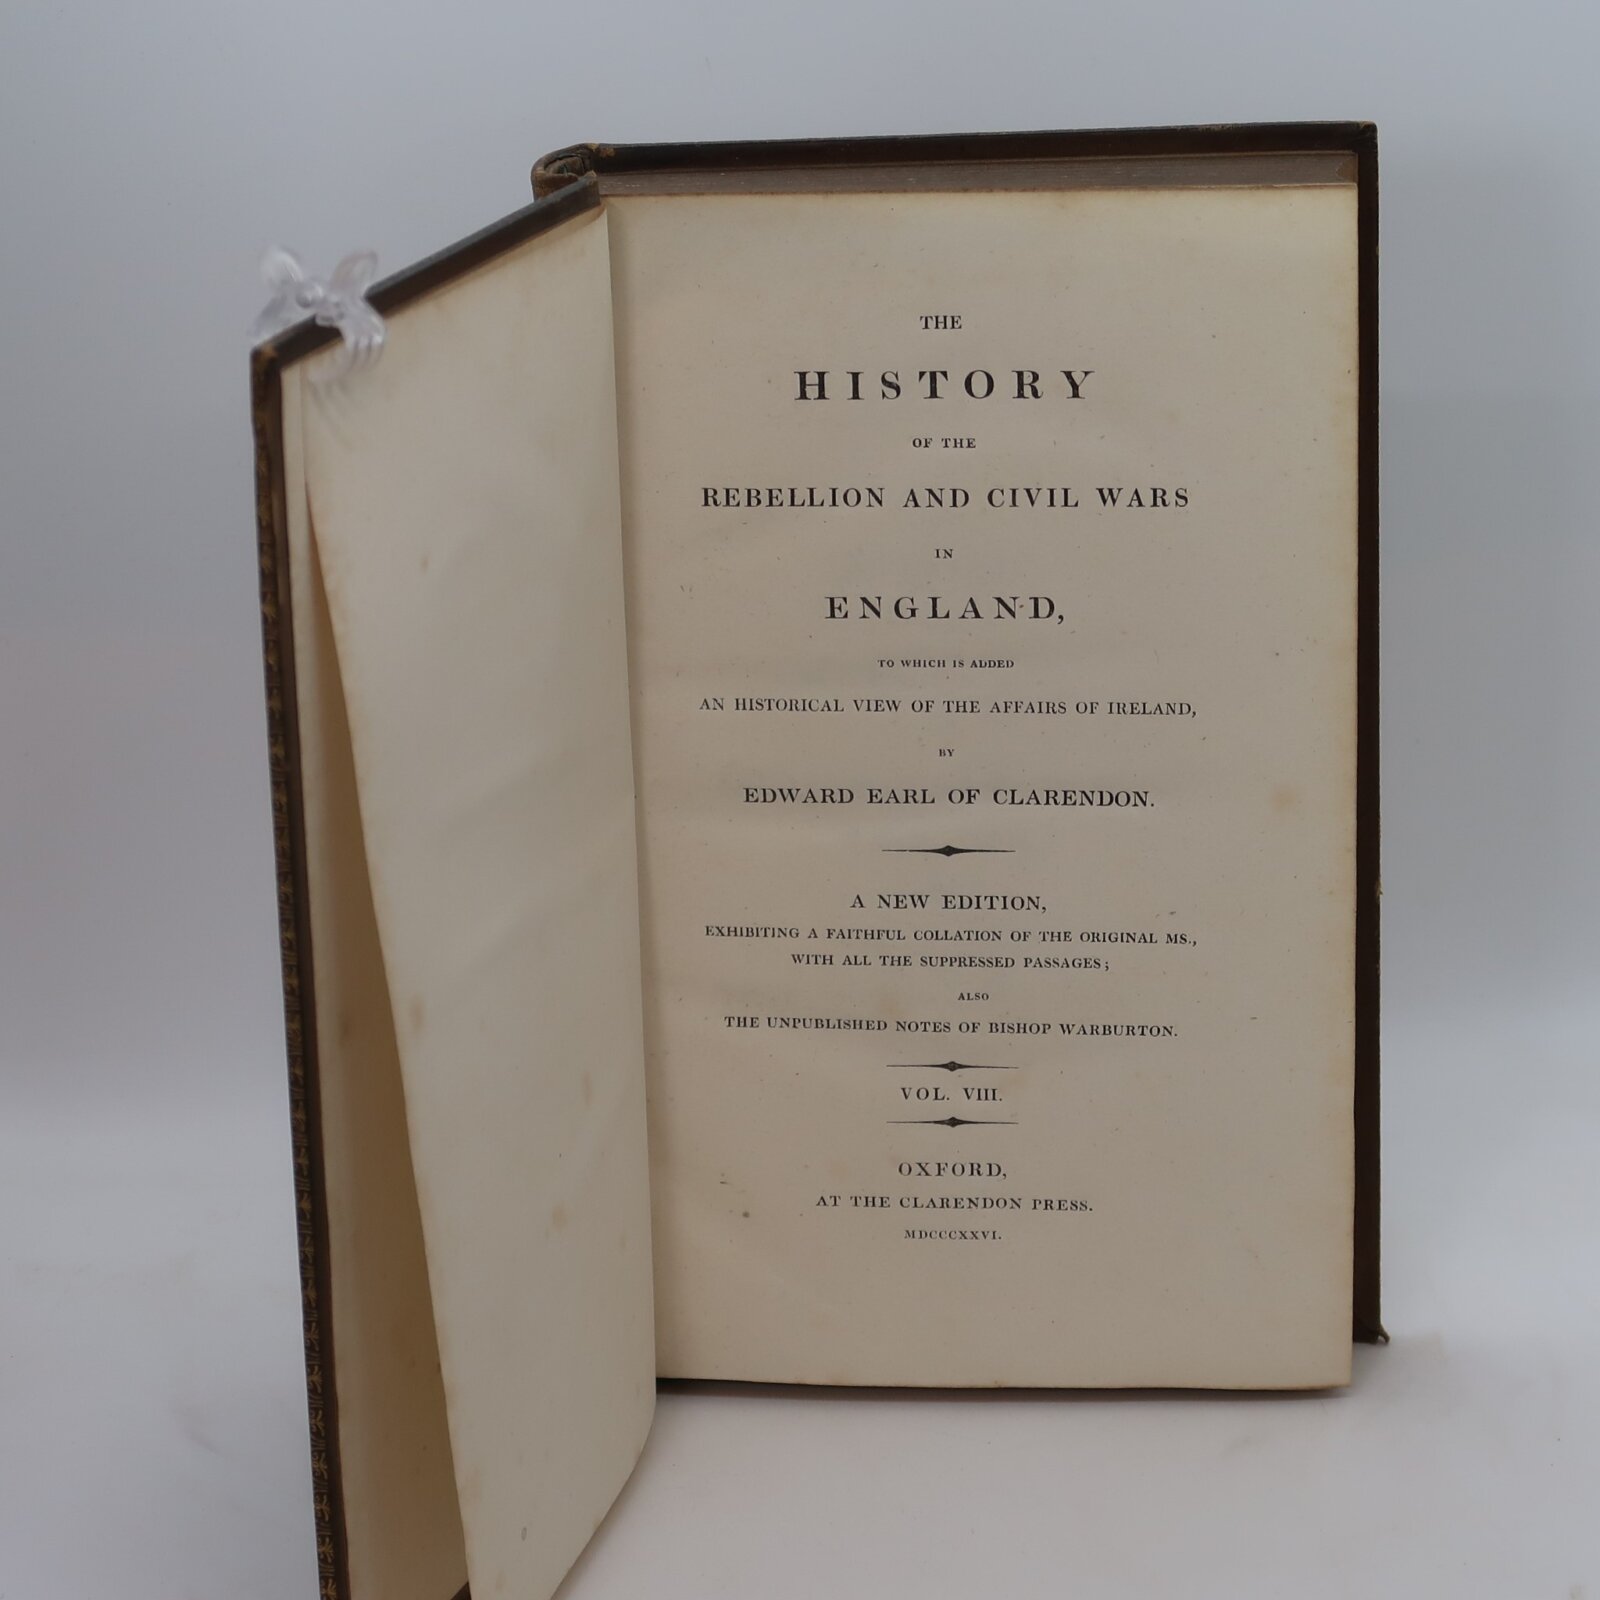 THE
HISTORY
OF THE
REBELLION AND CIVIL WARS
IN
ENGLAND,
TO WHICH IS ADDED
AN HISTORICAL VIEW OF THE AFFAIRS OF IRELAND,
BY
EDWARD EARL OF CLARENDON.
A NEW EDITION,
EXHIBITING A FAITHFUL COLLATION OF THE ORIGINAL MS.,
WITH ALL THE SUPPRESSED PASSAGES;
ALSO
THE UNPUBLISHED NOTES OF BISHOP WARBURTON.
VOL. VIII.
OXFORD,
AT THE CLARENDON PRESS.
MDCCCXXVI.